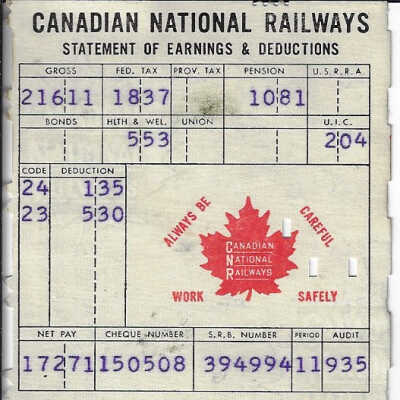 CANADIAN NATIONAL RAILWAYS
STATEMENT OF EARNINGS & DEDUCTIONS
GROSS FED. TAX PROV. TAX PENSION U.S.R.R.A
21611 1837 1081
BONDS HLTH & WEL. UNION U.I.C.
553 204
CODE DEDUCTION
24 135
23 530
ALWAYS BE CAREFUL
CANADIAN
NATIONAL
RAILWAYS
WORK SAFELY
NET PAY CHEQUE NUMBER S.R.B. NUMBER PERIOD AUDIT
17271 150508 394994 11 935